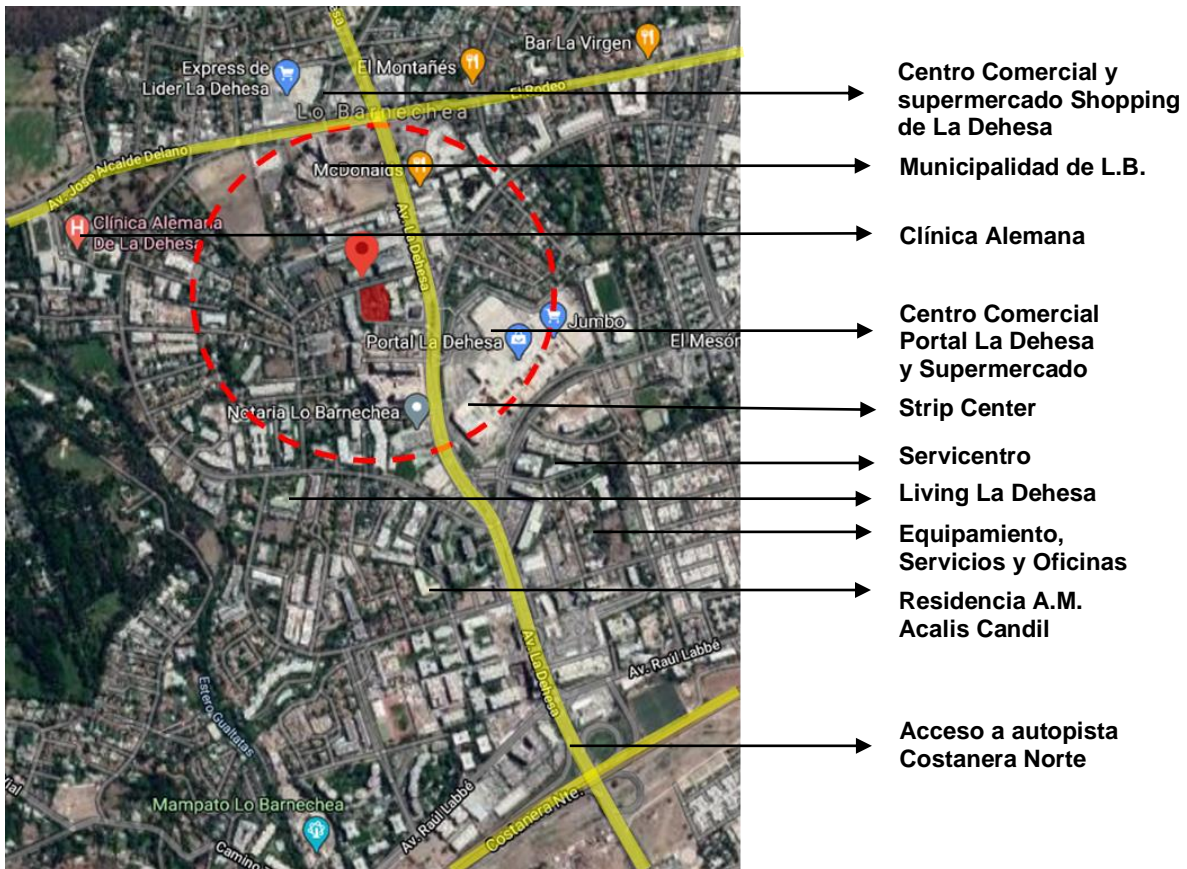 esa
Bar La Virgen
Express de
Lider La Dehesa
El Montañés
El Rodeo
Lo Barnechea
McDonalds
Av. Jose Alcalde Delano
Av. La Dehesa
Clínica Alemana
De La Dehesa
Jumbo
Portal La Dehesa
El Mesón
Notaria Lo Barnechea
Av. La Dehesa
Av. Raúl Labbé
Estero Gualtatas
Mampato Lo Barnechea
Av. Raúl Labbé
Costanera Nte.
Vial
Camino
Centro Comercial y
supermercado Shopping
de La Dehesa
Municipalidad de L.B.
Clínica Alemana
Centro Comercial
Portal La Dehesa
y Supermercado
Strip Center
Servicentro
Living La Dehesa
Equipamiento,
Servicios y Oficinas
Residencia A.M.
Acalis Candil
Acceso a autopista
Costanera Norte